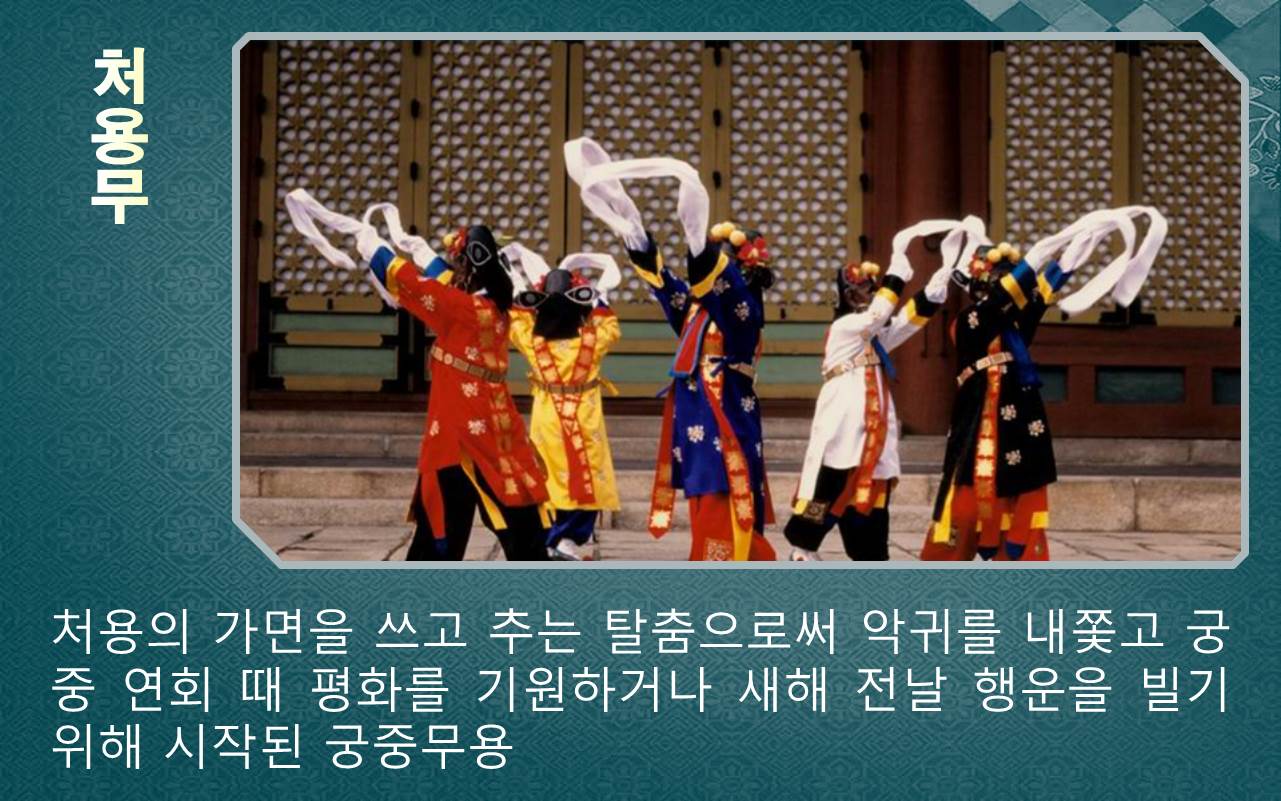 처용무
처용의 가면을 쓰고 추는 탈춤으로써 악귀를 내쫓고 궁
중 연회 때 평화를 기원하거나 새해 전날 행운을 빌기
위해 시작된 궁중무용